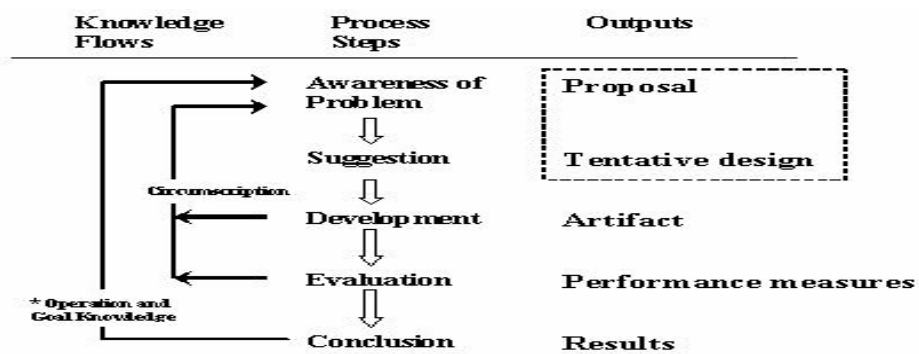 Knowledge Flows
Process Steps
Outputs
Awareness of Problem
Proposal
Suggestion
Tentative design
Circumscription
Development
Artifact
Evaluation
Performance measures
* Operation and
Goal Knowledge
Conclusion
Results